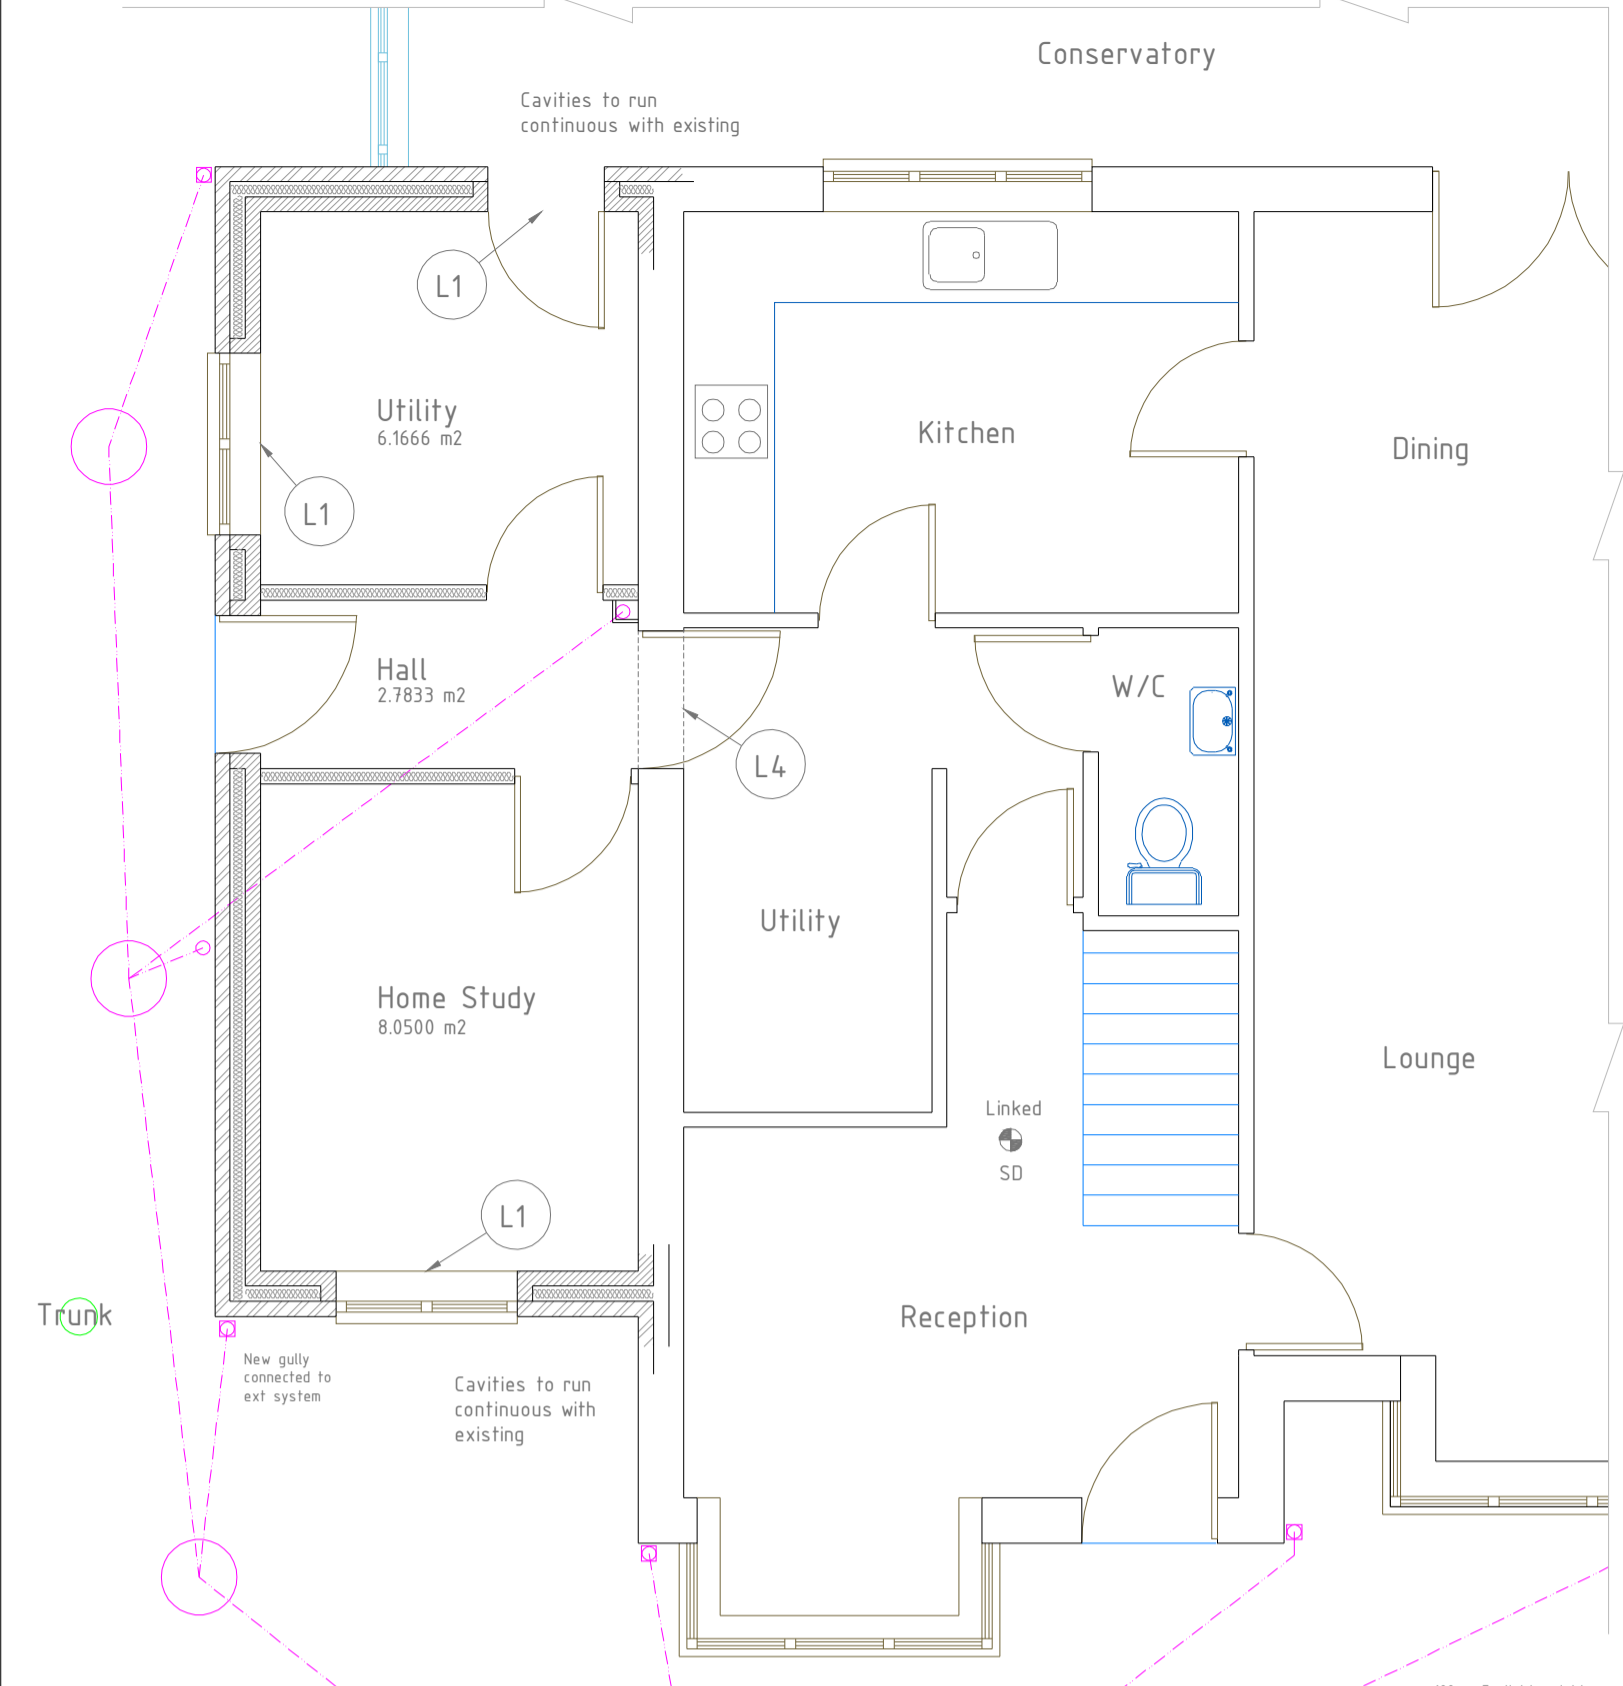 Conservatory
Cavities to run
continuous with existing
L1
Utility
6.1666 m2
Kitchen
Dining
L1
Hall
2.7833 m2
W/C
L4
Utility
Home Study
8.0500 m2
Lounge
Linked
SD
L1
Trunk
Reception
New gully
connected to
ext system
Cavities to run
continuous with
existing